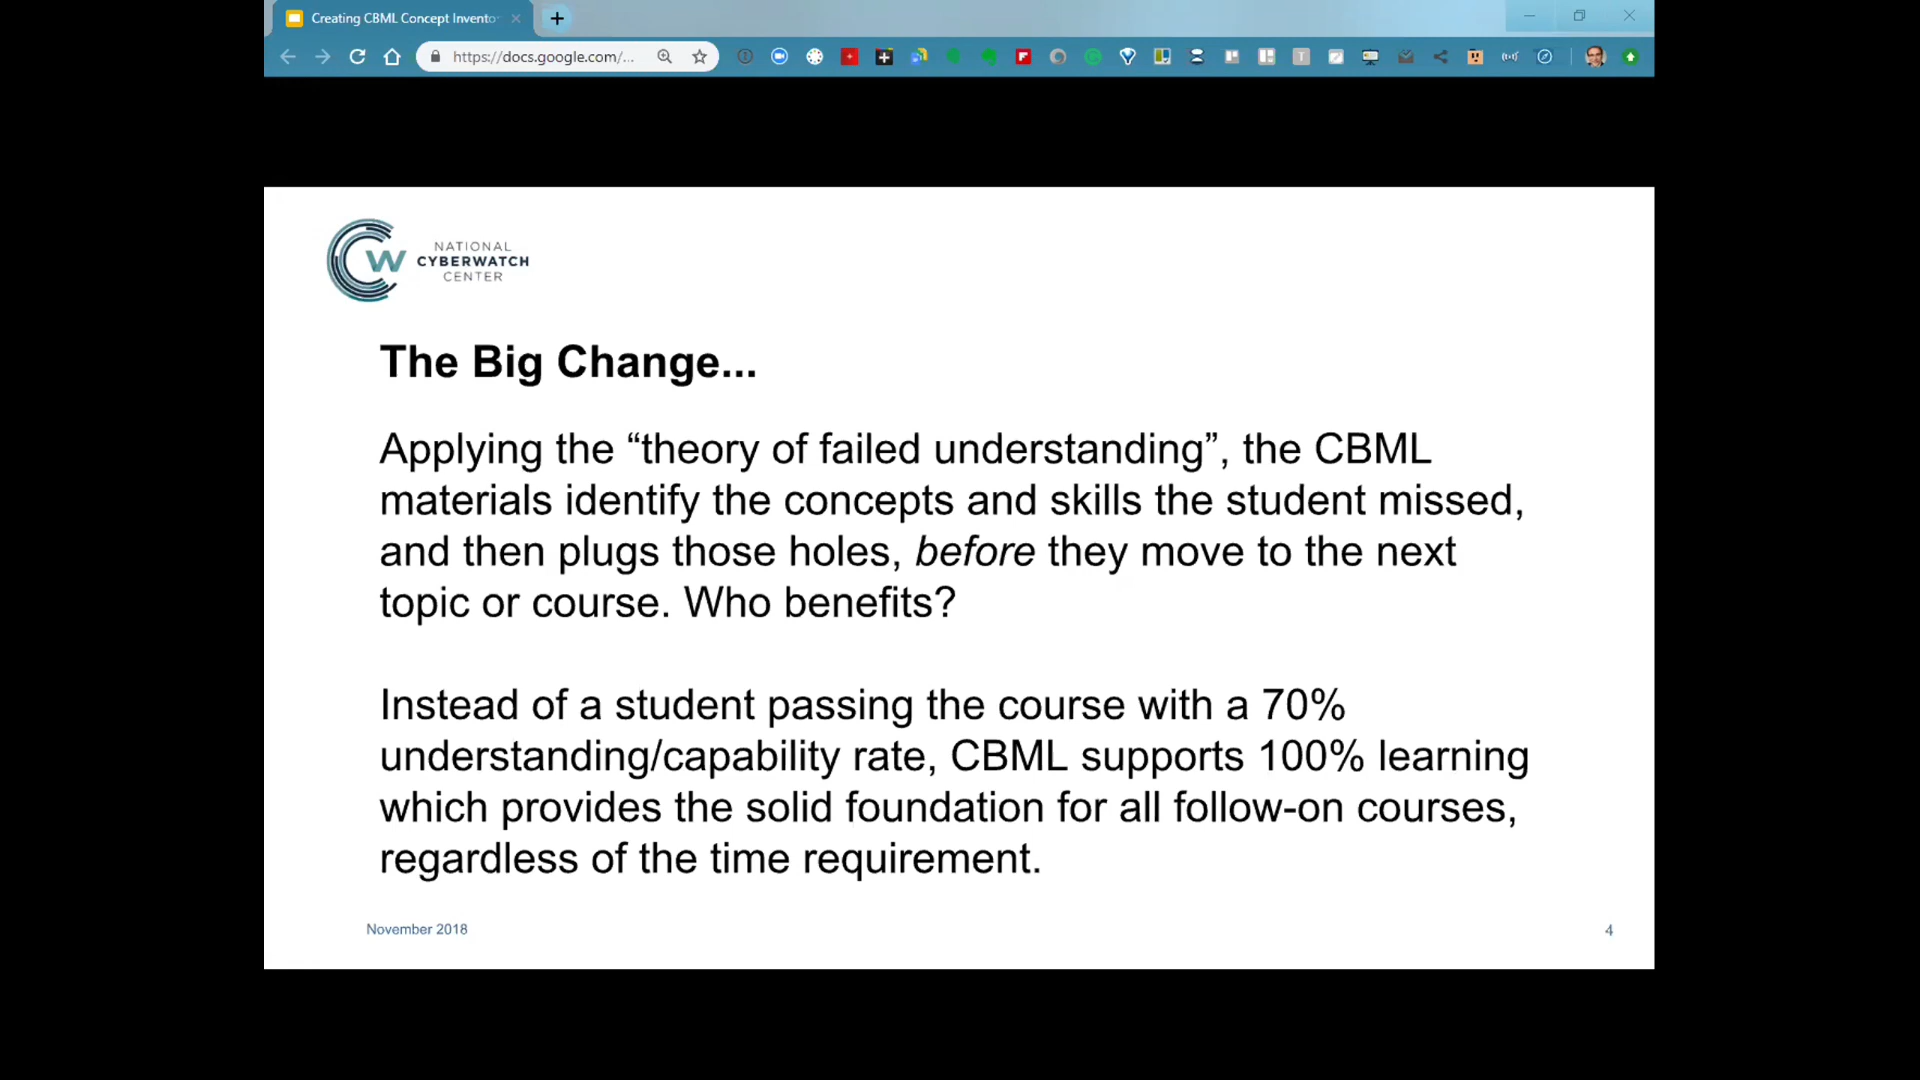 Creating CBML Concept Invento
https://docs.google.com/...
CW
NATIONAL
CYBERWATCH
CENTER
The Big Change...
Applying the “theory of failed understanding”, the CBML
materials identify the concepts and skills the student missed,
and then plugs those holes, before they move to the next
topic or course. Who benefits?
Instead of a student passing the course with a 70%
understanding/capability rate, CBML supports 100% learning
which provides the solid foundation for all follow-on courses,
regardless of the time requirement.
November 2018
4